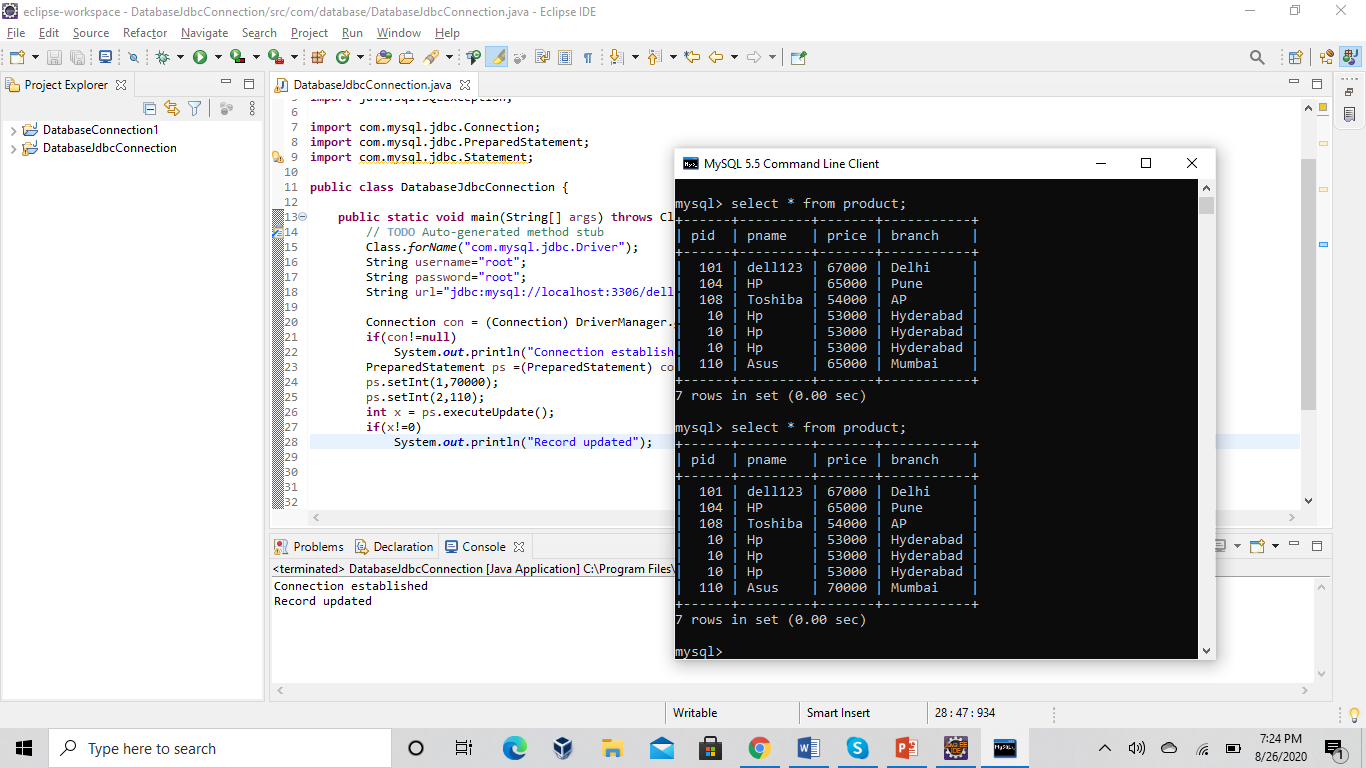 eclipse-workspace - DatabaseJdbcConnection/src/com/database/DatabaseJdbcConnection.java - Eclipse IDE
File Edit Source Refactor Navigate Search Project Run Window Help
Project Explorer
DatabaseConnection1
DatabaseJdbcConnection
DatabaseJdbcConnection.java
5 import java.sql.SQLException;
6
7 import com.mysql.jdbc.Connection;
8 import com.mysql.jdbc.PreparedStatement;
9 import com.mysql.jdbc.Statement;
10
11 public class DatabaseJdbcConnection {
12
13 public static void main(String[] args) throws Cl
14 // TODO Auto-generated method stub
15 Class.forName("com.mysql.jdbc.Driver");
16 String username="root";
17 String password="root";
18 String url="jdbc:mysql://localhost:3306/dell
19
20 Connection con = (Connection) DriverManager.
21 if(con!=null)
22 System.out.println("Connection establishe
23 PreparedStatement ps =(PreparedStatement) co
24 ps.setInt(1,70000);
25 ps.setInt(2,110);
26 int x = ps.executeUpdate();
27 if(x!=0)
28 System.out.println("Record updated");
29
30
31
32
MySQL 5.5 Command Line Client
mysql> select * from product;
+------+---------+-------+-----------+
| pid | pname | price | branch |
+------+---------+-------+-----------+
| 101 | dell123 | 67000 | Delhi |
| 104 | HP | 65000 | Pune |
| 108 | Toshiba | 54000 | AP |
| 10 | Hp | 53000 | Hyderabad |
| 10 | Hp | 53000 | Hyderabad |
| 10 | Hp | 53000 | Hyderabad |
| 110 | Asus | 65000 | Mumbai |
+------+---------+-------+-----------+
7 rows in set (0.00 sec)
mysql> select * from product;
+------+---------+-------+-----------+
| pid | pname | price | branch |
+------+---------+-------+-----------+
| 101 | dell123 | 67000 | Delhi |
| 104 | HP | 65000 | Pune |
| 108 | Toshiba | 54000 | AP |
| 10 | Hp | 53000 | Hyderabad |
| 10 | Hp | 53000 | Hyderabad |
| 10 | Hp | 53000 | Hyderabad |
| 110 | Asus | 70000 | Mumbai |
+------+---------+-------+-----------+
7 rows in set (0.00 sec)
mysql>
Problems Declaration Console
<terminated> DatabaseJdbcConnection [Java Application] C:\Program Files\
Connection established
Record updated
Writable Smart Insert 28 : 47 : 934
Type here to search
7:24 PM
8/26/2020
1